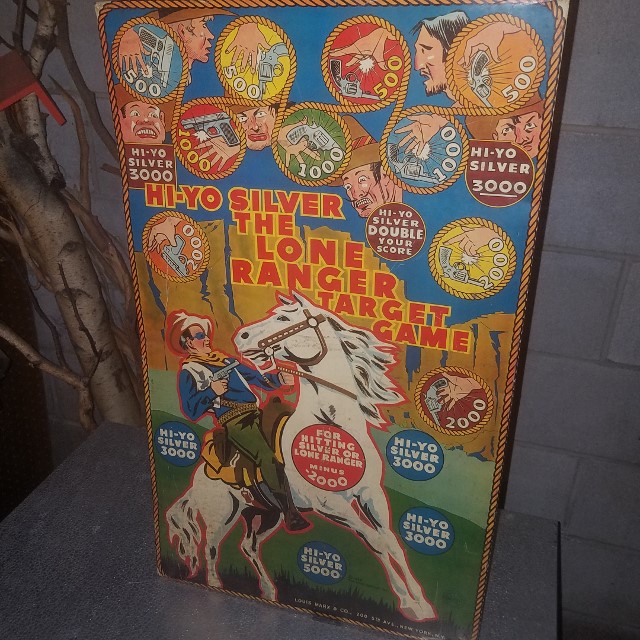 500
500
500
500
1000
1000
1000
HI-YO
SILVER
3000
HI-YO
SILVER
3000
HI-YO
SILVER
DOUBLE
YOUR
SCORE
2000
2000
HI-YO SILVER
THE
LONE
RANGER
TARGET
GAME
2000
HI-YO
SILVER
3000
FOR
HITTING
SILVER OR
LONE RANGER
MINUS
2000
HI-YO
SILVER
3000
HI-YO
SILVER
3000
HI-YO
SILVER
5000
LOUIS MARX & CO., 200 5TH AVE., NEW YORK, N.Y.